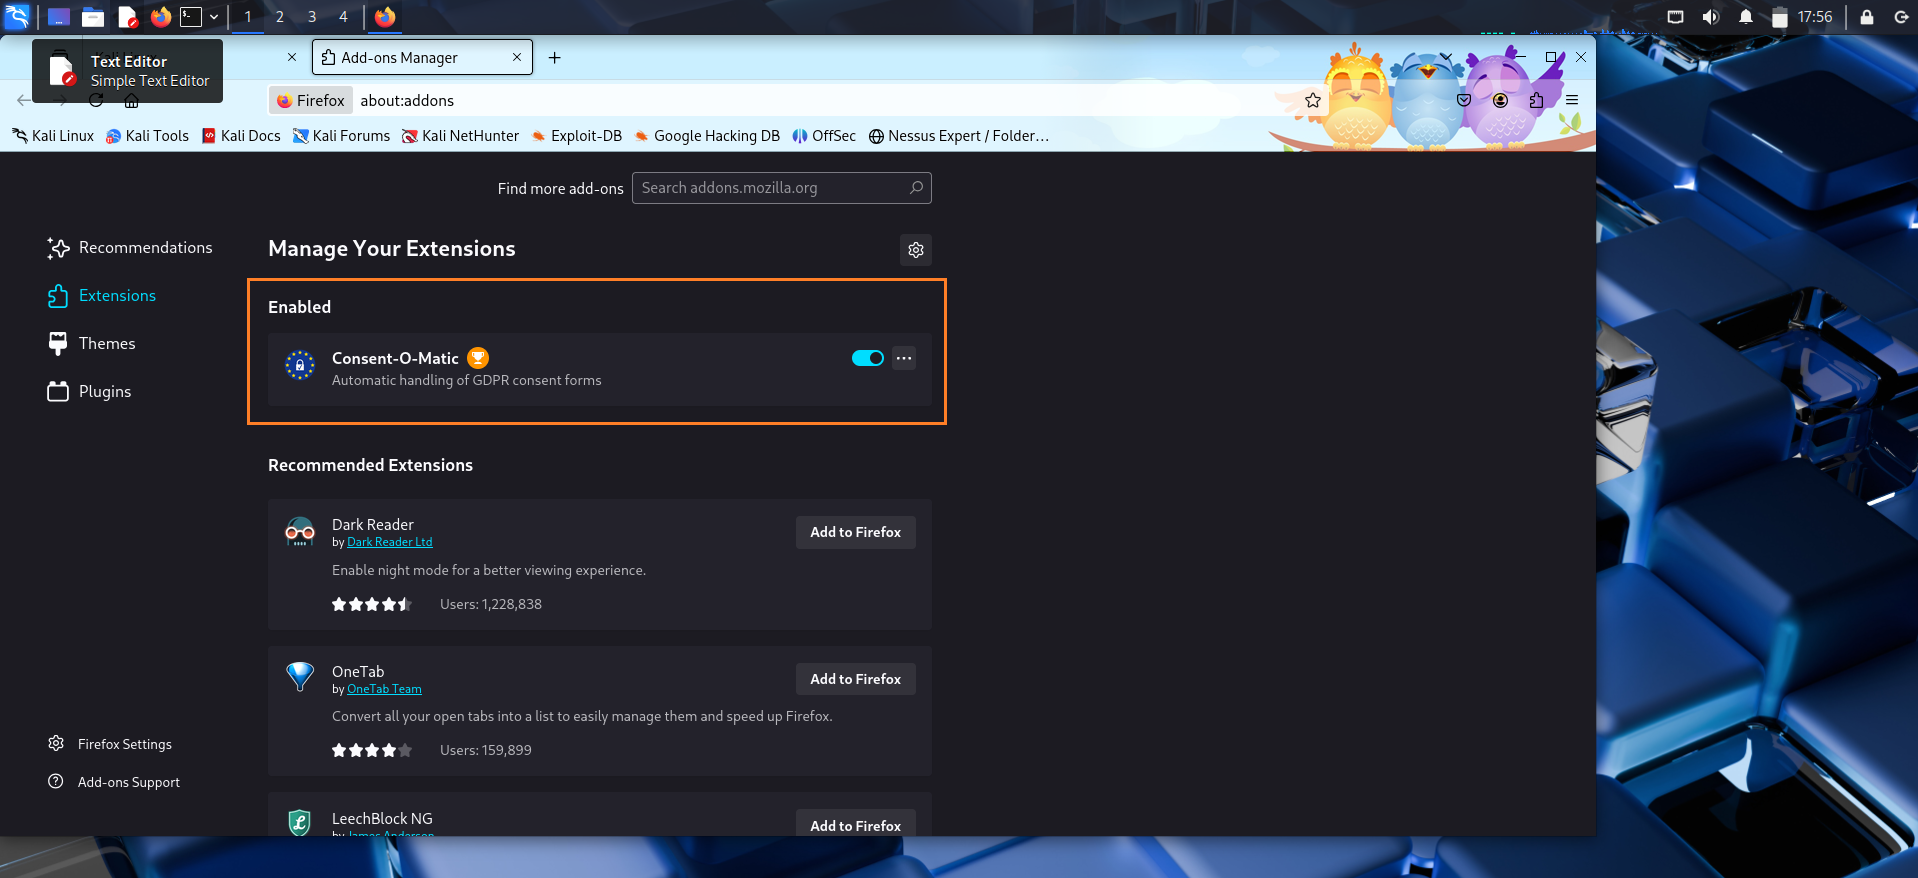 1 2 3 4
17:56
Text Editor
Simple Text Editor
Add-ons Manager
Firefox about:addons
Kali Linux Kali Tools Kali Docs Kali Forums Kali NetHunter Exploit-DB Google Hacking DB OffSec Nessus Expert / Folder…
Find more add-ons Search addons.mozilla.org
Recommendations
Extensions
Themes
Plugins
Firefox Settings
Add-ons Support
Manage Your Extensions
Enabled
Consent-O-Matic
Automatic handling of GDPR consent forms
Recommended Extensions
Dark Reader
by Dark Reader Ltd
Add to Firefox
Enable night mode for a better viewing experience.
Users: 1,228,838
OneTab
by OneTab Team
Add to Firefox
Convert all your open tabs into a list to easily manage them and speed up Firefox.
Users: 159,899
LeechBlock NG
by James Anderson
Add to Firefox